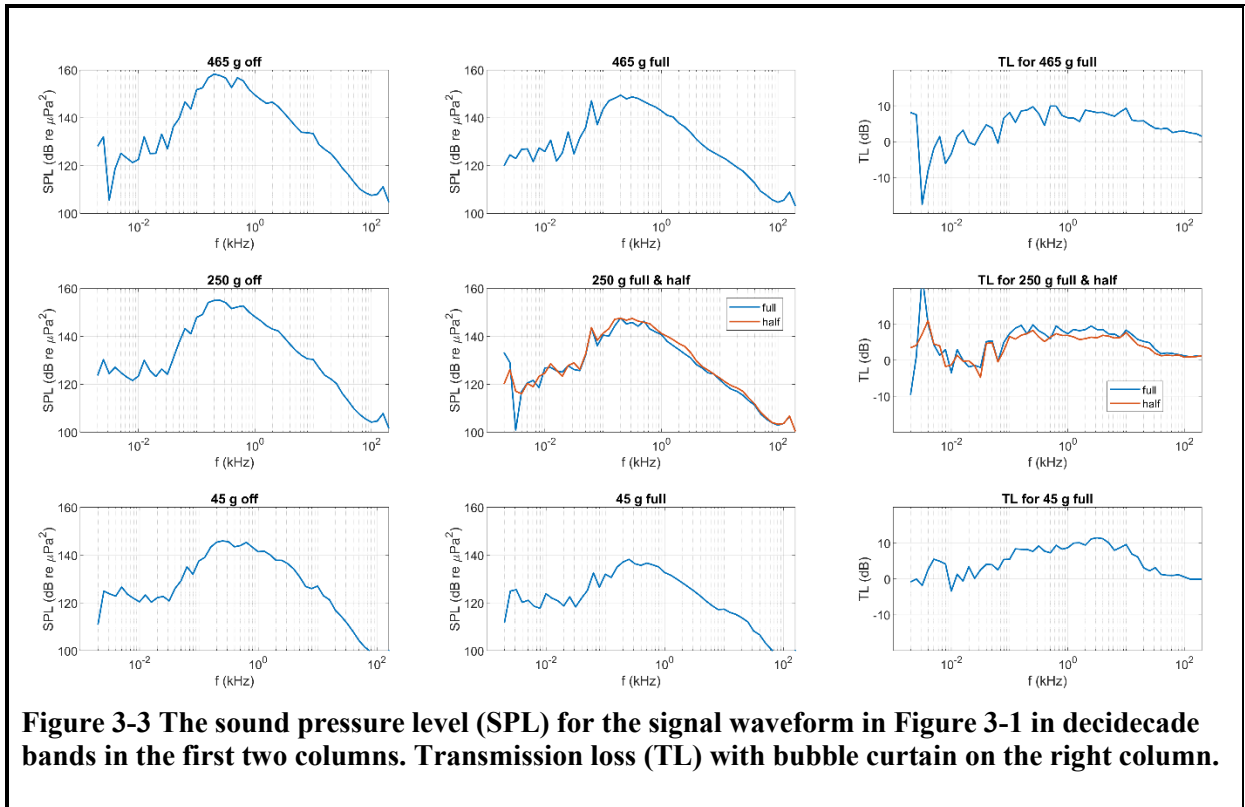 465 g off
465 g full
TL for 465 g full
160
140
120
100
SPL (dB re μPa²)
10⁻² 10⁰ 10²
f (kHz)
160
140
120
100
SPL (dB re μPa²)
10⁻² 10⁰ 10²
f (kHz)
10
0
-10
TL (dB)
10⁻² 10⁰ 10²
f (kHz)
250 g off
250 g full & half
TL for 250 g full & half
160
140
120
100
SPL (dB re μPa²)
10⁻² 10⁰ 10²
f (kHz)
160
140
120
100
SPL (dB re μPa²)
full
half
10⁻² 10⁰ 10²
f (kHz)
10
0
-10
TL (dB)
full
half
10⁻² 10⁰ 10²
f (kHz)
45 g off
45 g full
TL for 45 g full
160
140
120
100
SPL (dB re μPa²)
10⁻² 10⁰ 10²
f (kHz)
160
140
120
100
SPL (dB re μPa²)
10⁻² 10⁰ 10²
f (kHz)
10
0
-10
TL (dB)
10⁻² 10⁰ 10²
f (kHz)
Figure 3-3 The sound pressure level (SPL) for the signal waveform in Figure 3-1 in decidecade
bands in the first two columns. Transmission loss (TL) with bubble curtain on the right column.